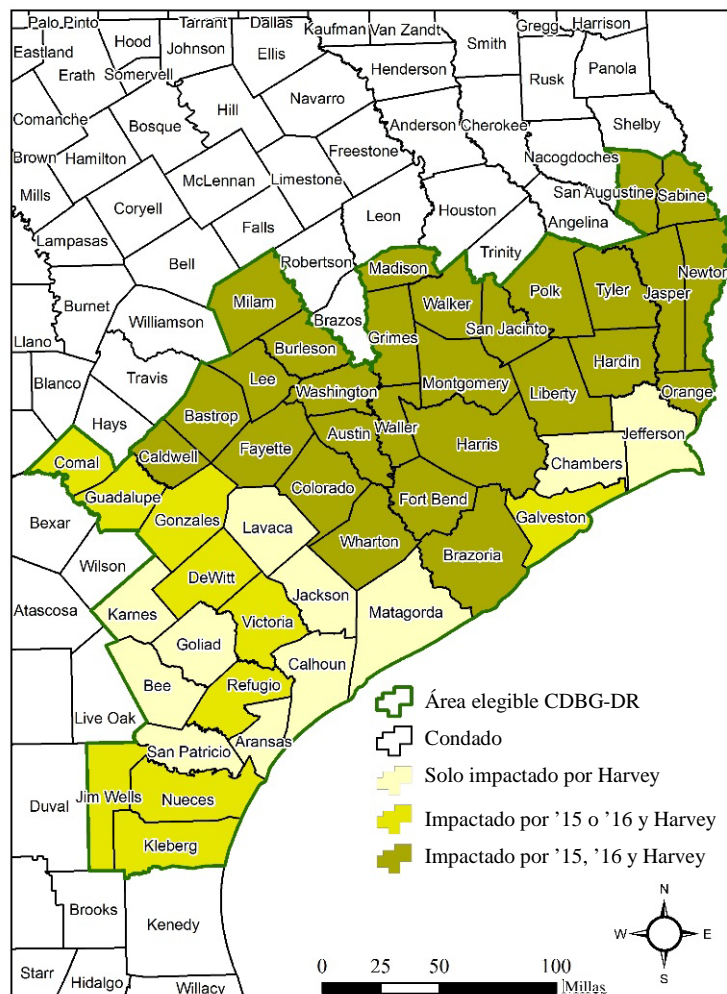 Palo Pinto
Tarrant
Dallas
Kaufman
Van Zandt
Gregg
Harrison
Eastland
Hood
Johnson
Ellis
Smith
Erath
Somervell
Henderson
Rusk
Panola
Comanche
Bosque
Hill
Navarro
Anderson
Cherokee
Shelby
Brown
Hamilton
Freestone
Nacogdoches
Mills
McLennan
Limestone
San Augustine
Sabine
Coryell
Leon
Houston
Angelina
Lampasas
Falls
Trinity
Bell
Robertson
Madison
Newton
Burnet
Milam
Walker
Polk
Tyler
Jasper
Williamson
Brazos
Grimes
San Jacinto
Llano
Burleson
Hardin
Blanco
Travis
Lee
Washington
Montgomery
Liberty
Orange
Hays
Bastrop
Austin
Waller
Harris
Jefferson
Comal
Caldwell
Fayette
Chambers
Guadalupe
Colorado
Fort Bend
Galveston
Bexar
Gonzales
Lavaca
Wharton
Brazoria
Wilson
DeWitt
Jackson
Atascosa
Karnes
Victoria
Matagorda
Goliad
Calhoun
Bee
Refugio
Live Oak
Aransas
San Patricio
Duval
Jim Wells
Nueces
Kleberg
Brooks
Kenedy
Starr
Hidalgo
Willacy
Área elegible CDBG-DR
Condado
Solo impactado por Harvey
Impactado por ’15 o ’16 y Harvey
Impactado por ’15, ’16 y Harvey
N
W
E
S
0 25 50 100
Millas